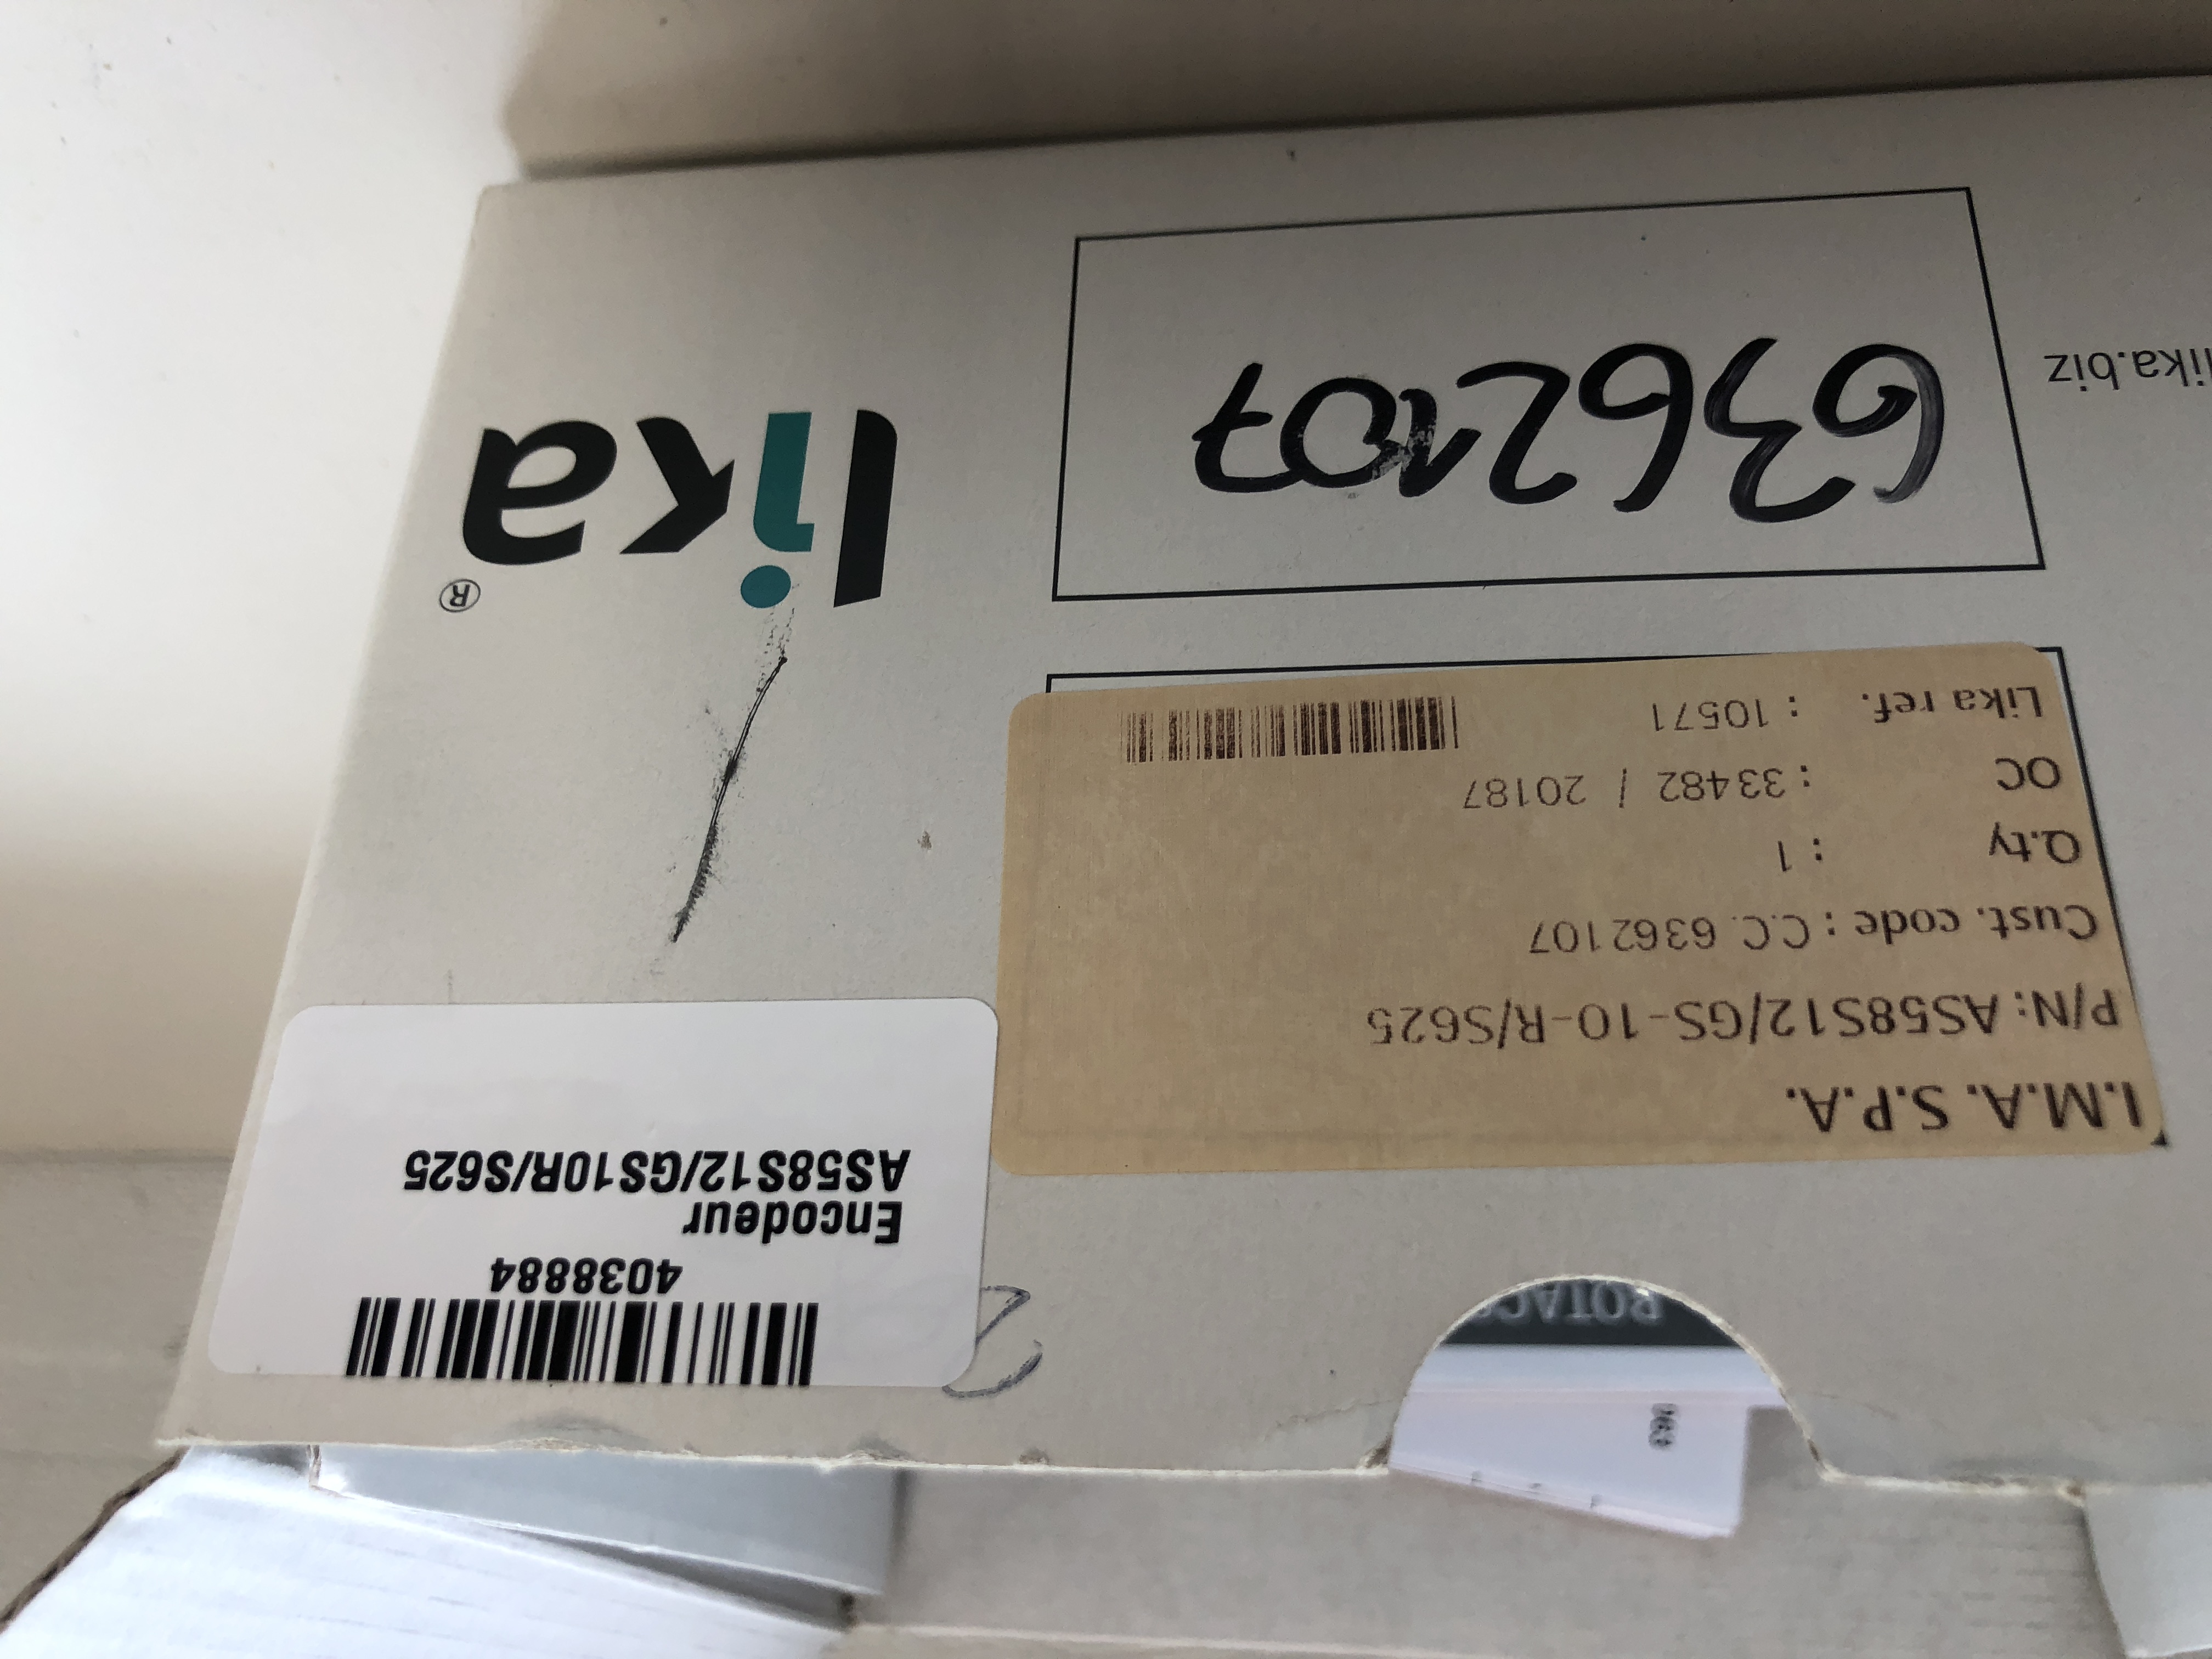 I.M.A. S.P.A.
P/N: AS58S12/GS-10-R/S625
Cust. code : C.C. 6362107
Q.ty : 1
OC : 33482 / 20187
Lika ref. : 10571
4038884
Encodeur
AS58S12/GS10R/S625
2
6362107
lika®
lika.biz